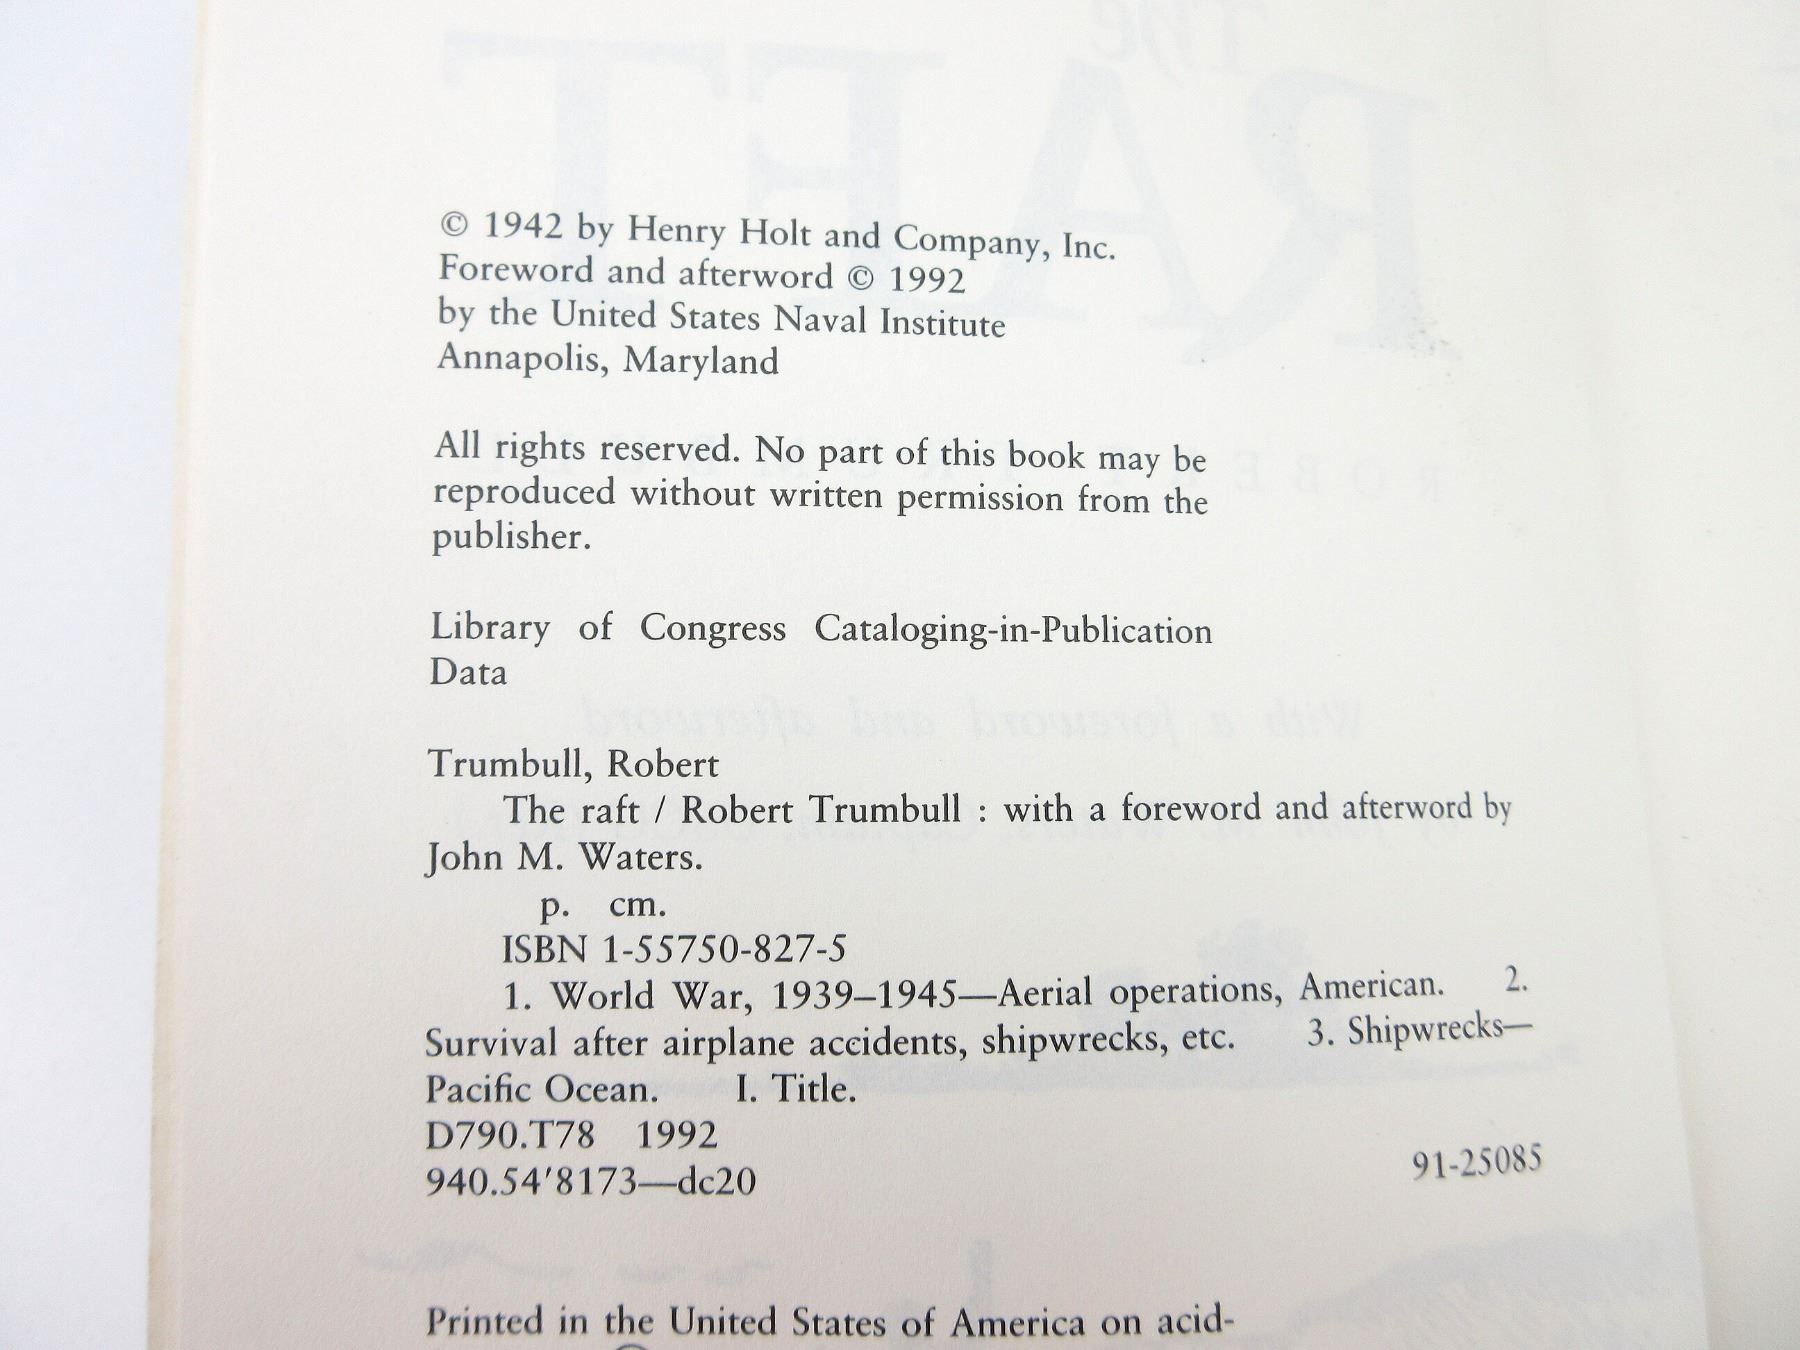 © 1942 by Henry Holt and Company, Inc.
Foreword and afterword © 1992
by the United States Naval Institute
Annapolis, Maryland
All rights reserved. No part of this book may be
reproduced without written permission from the
publisher.
Library of Congress Cataloging-in-Publication
Data
Trumbull, Robert
The raft / Robert Trumbull : with a foreword and afterword by
John M. Waters.
p. cm.
ISBN 1-55750-827-5
1. World War, 1939–1945—Aerial operations, American. 2.
Survival after airplane accidents, shipwrecks, etc. 3. Shipwrecks—
Pacific Ocean. I. Title.
D790.T78 1992
940.54'8173—dc20
91-25085
Printed in the United States of America on acid-